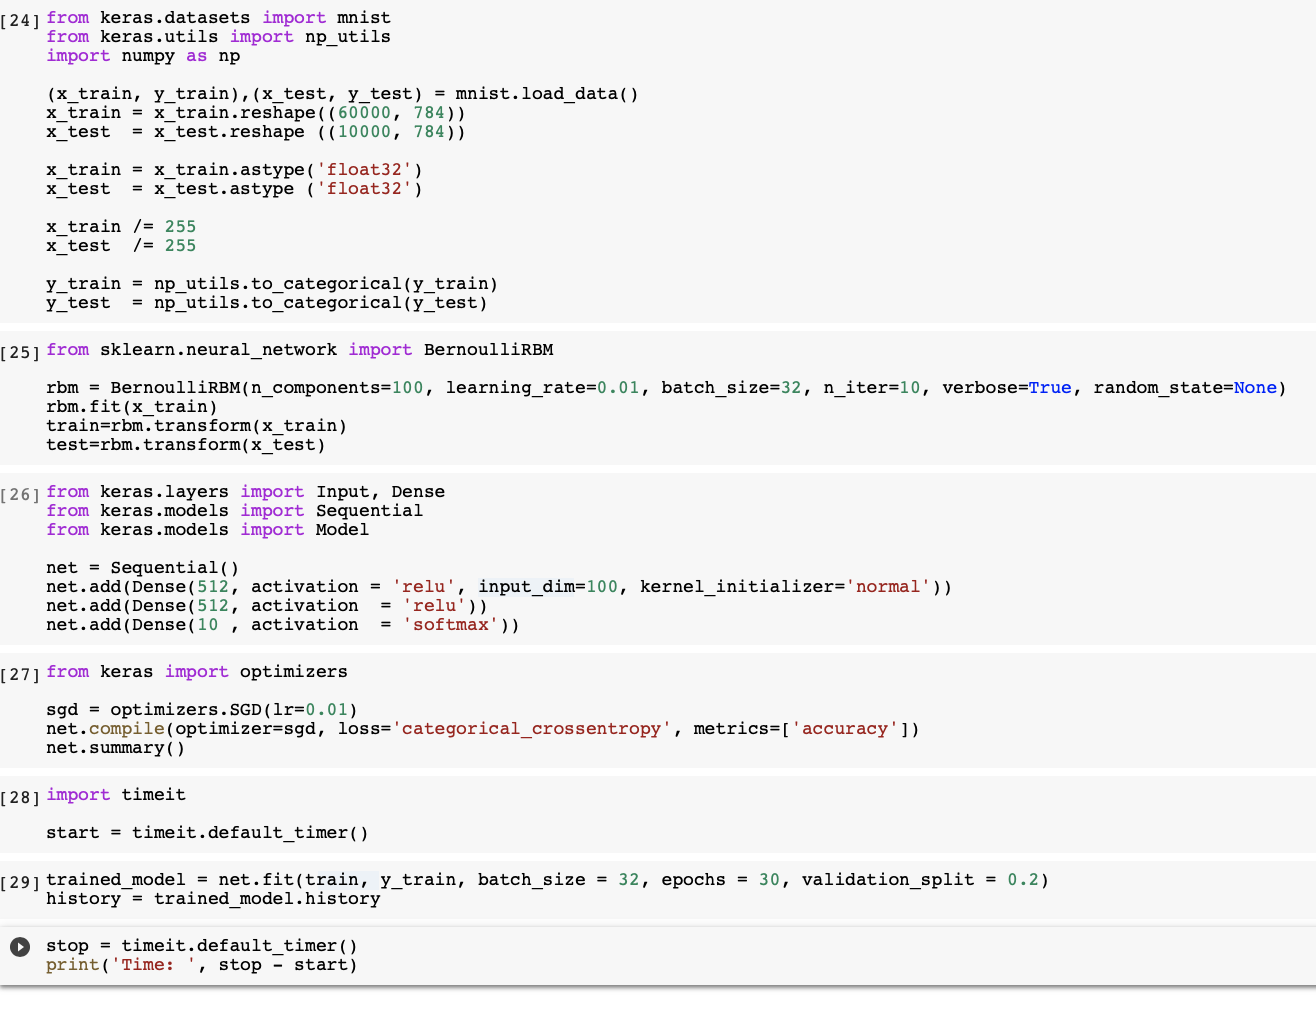 [24] from keras.datasets import mnist
from keras.utils import np_utils
import numpy as np
(x_train, y_train),(x_test, y_test) = mnist.load_data()
x_train = x_train.reshape((60000, 784))
x_test  = x_test.reshape ((10000, 784))
x_train = x_train.astype('float32')
x_test  = x_test.astype ('float32')
x_train /= 255
x_test  /= 255
y_train = np_utils.to_categorical(y_train)
y_test  = np_utils.to_categorical(y_test)
[25] from sklearn.neural_network import BernoulliRBM
rbm = BernoulliRBM(n_components=100, learning_rate=0.01, batch_size=32, n_iter=10, verbose=True, random_state=None)
rbm.fit(x_train)
train=rbm.transform(x_train)
test=rbm.transform(x_test)
[26] from keras.layers import Input, Dense
from keras.models import Sequential
from keras.models import Model
net = Sequential()
net.add(Dense(512, activation = 'relu', input_dim=100, kernel_initializer='normal'))
net.add(Dense(512, activation  = 'relu'))
net.add(Dense(10 , activation  = 'softmax'))
[27] from keras import optimizers
sgd = optimizers.SGD(lr=0.01)
net.compile(optimizer=sgd, loss='categorical_crossentropy', metrics=['accuracy'])
net.summary()
[28] import timeit
start = timeit.default_timer()
[29] trained_model = net.fit(train, y_train, batch_size = 32, epochs = 30, validation_split = 0.2)
history = trained_model.history
stop = timeit.default_timer()
print('Time: ', stop - start)